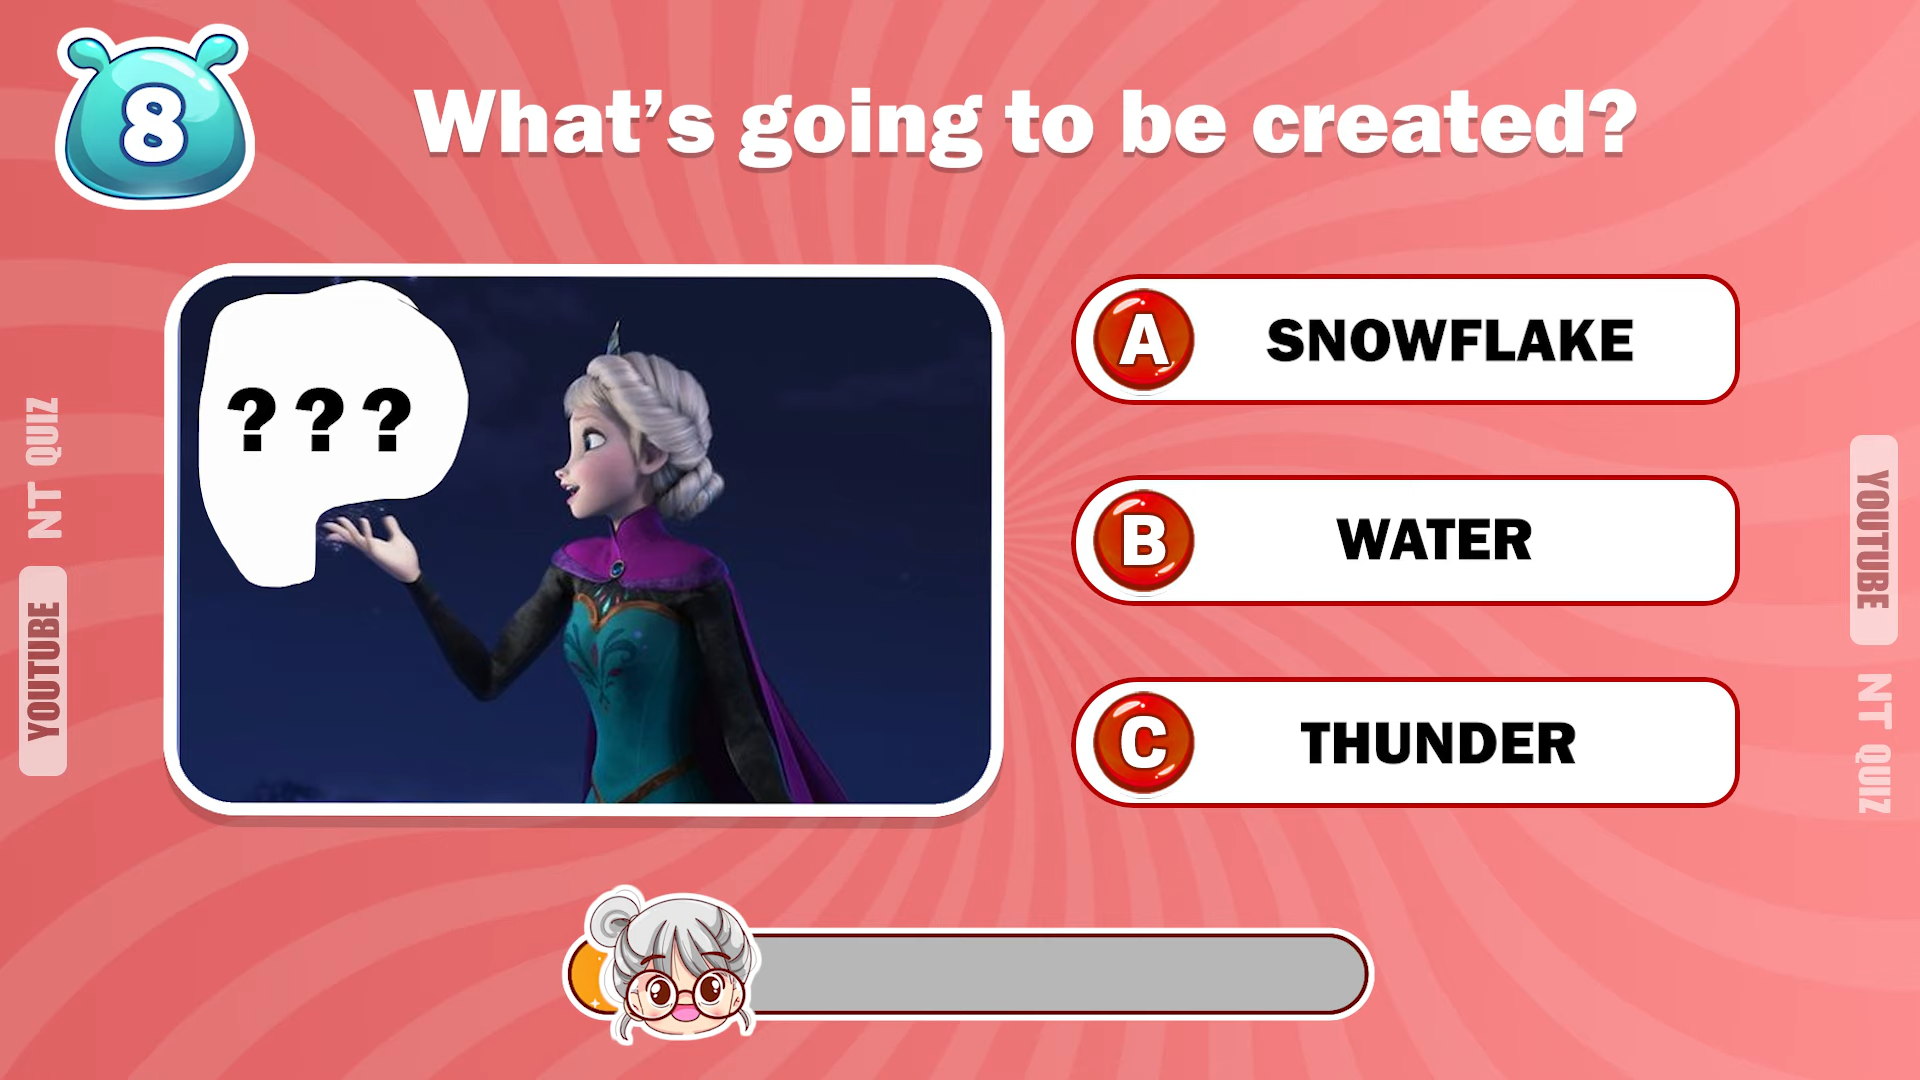 8
What's going to be created?
???
A SNOWFLAKE
B WATER
C THUNDER
YOUTUBE NT QUIZ
YOUTUBE NT QUIZ